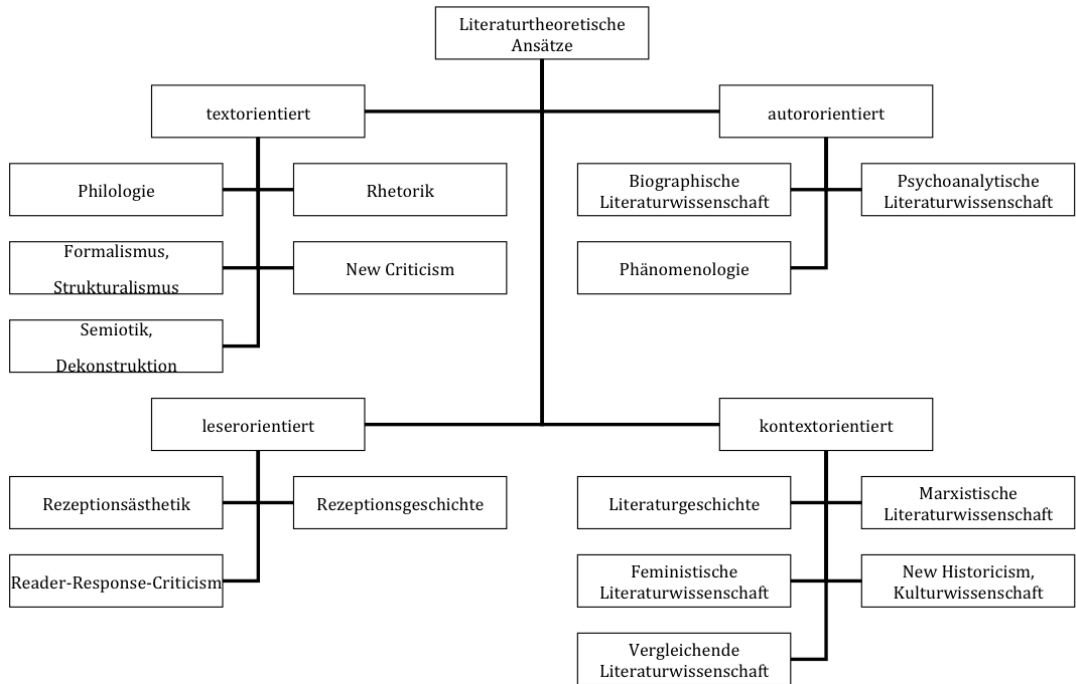 Literaturtheoretische
Ansätze
textorientiert
autororientiert
Philologie
Rhetorik
Biographische
Literaturwissenschaft
Psychoanalytische
Literaturwissenschaft
Formalismus,
Strukturalismus
New Criticism
Phänomenologie
Semiotik,
Dekonstruktion
leserorientiert
kontextorientiert
Rezeptionsästhetik
Rezeptionsgeschichte
Literaturgeschichte
Marxistische
Literaturwissenschaft
Reader-Response-Criticism
Feministische
Literaturwissenschaft
New Historicism,
Kulturwissenschaft
Vergleichende
Literaturwissenschaft